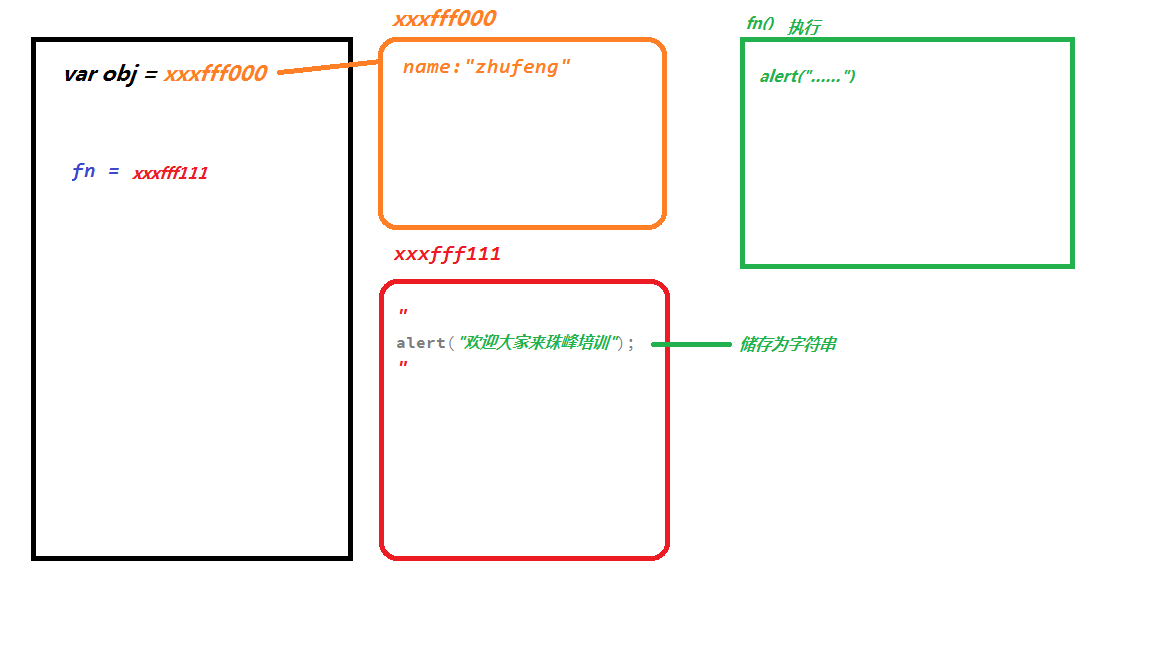 var obj = xxxfff000
fn = xxxfff111
xxxfff000
name:"zhufeng"
xxxfff111
"
alert("欢迎大家来珠峰培训");
"
储存为字符串
fn() 执行
alert("......")